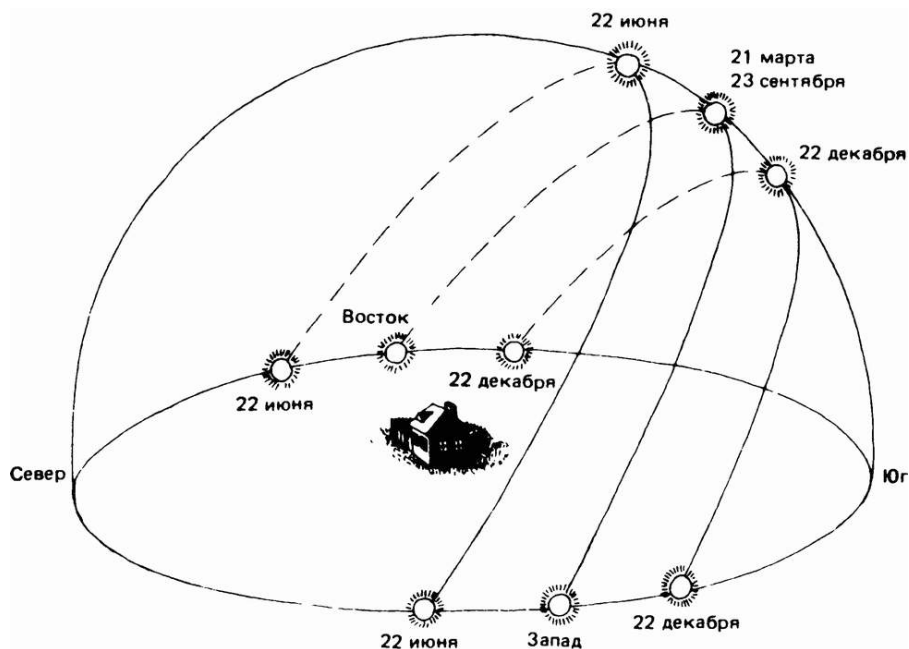 22 июня
21 марта
23 сентября
22 декабря
Восток
22 июня
22 декабря
Север
Юг
22 июня
Запад
22 декабря